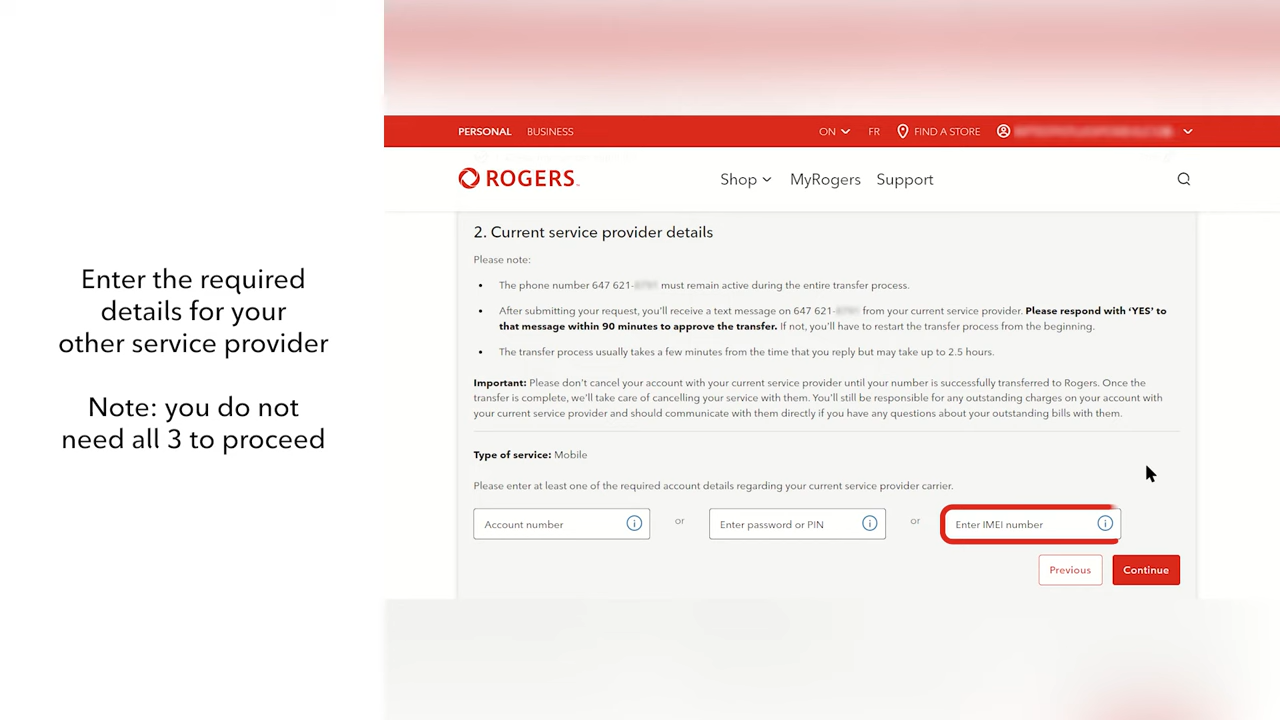 Enter the required
details for your
other service provider
Note: you do not
need all 3 to proceed
PERSONAL BUSINESS ON FR FIND A STORE
ROGERS™ Shop MyRogers Support
2. Current service provider details
Please note:
• The phone number 647 621- must remain active during the entire transfer process.
• After submitting your request, you'll receive a text message on 647 621- from your current service provider. Please respond with ‘YES’ to
that message within 90 minutes to approve the transfer. If not, you'll have to restart the transfer process from the beginning.
• The transfer process usually takes a few minutes from the time that you reply but may take up to 2.5 hours.
Important: Please don't cancel your account with your current service provider until your number is successfully transferred to Rogers. Once the
transfer is complete, we'll take care of cancelling your service with them. You'll still be responsible for any outstanding charges on your account with
your current service provider and should communicate with them directly if you have any questions about your outstanding bills with them.
Type of service: Mobile
Please enter at least one of the required account details regarding your current service provider carrier.
Account number or Enter password or PIN or Enter IMEI number
Previous Continue